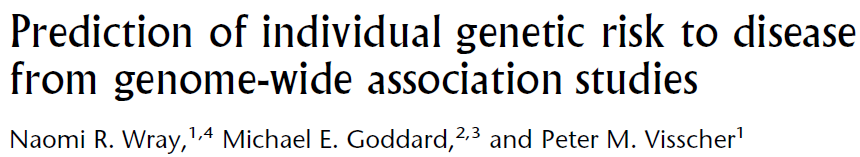 Prediction of individual genetic risk to disease
from genome-wide association studies
Naomi R. Wray,1,4 Michael E. Goddard,2,3 and Peter M. Visscher1